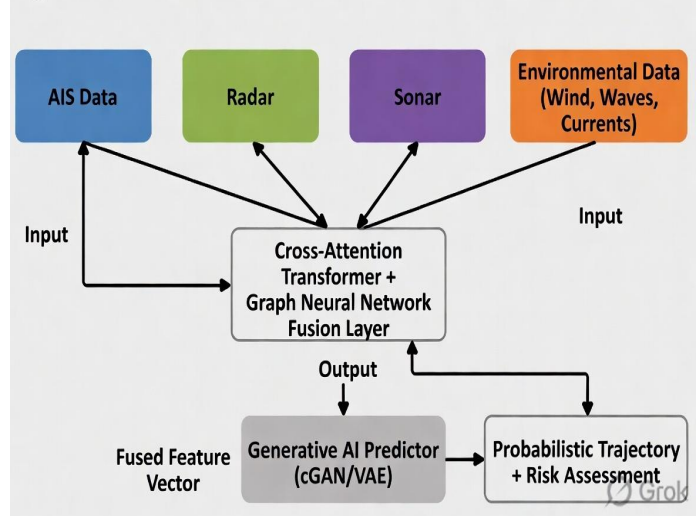 AIS Data
Radar
Sonar
Environmental Data
(Wind, Waves,
Currents)
Input
Input
Cross-Attention
Transformer +
Graph Neural Network
Fusion Layer
Output
Fused Feature
Vector
Generative AI Predictor
(cGAN/VAE)
Probabilistic Trajectory
+ Risk Assessment
Grok